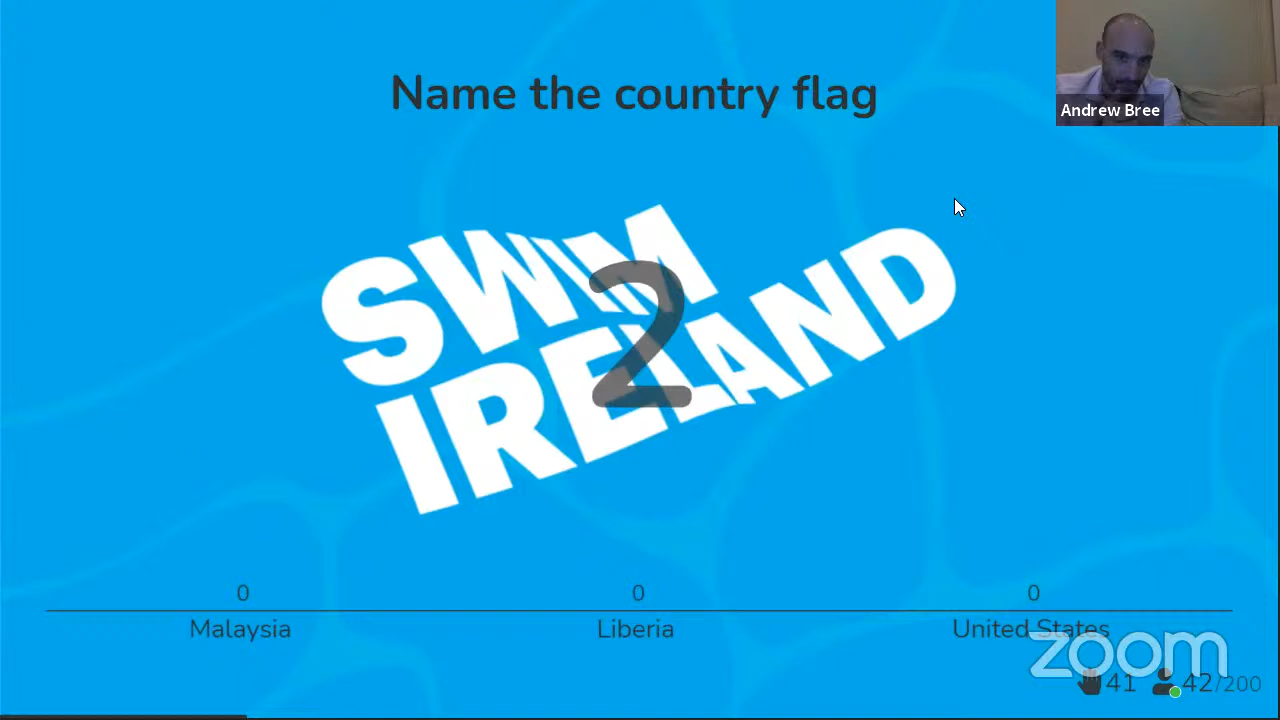 Name the country flag
Andrew Bree
SWIM
IRELAND
2
0
0
0
Malaysia
Liberia
United States
zoom
41
42/200